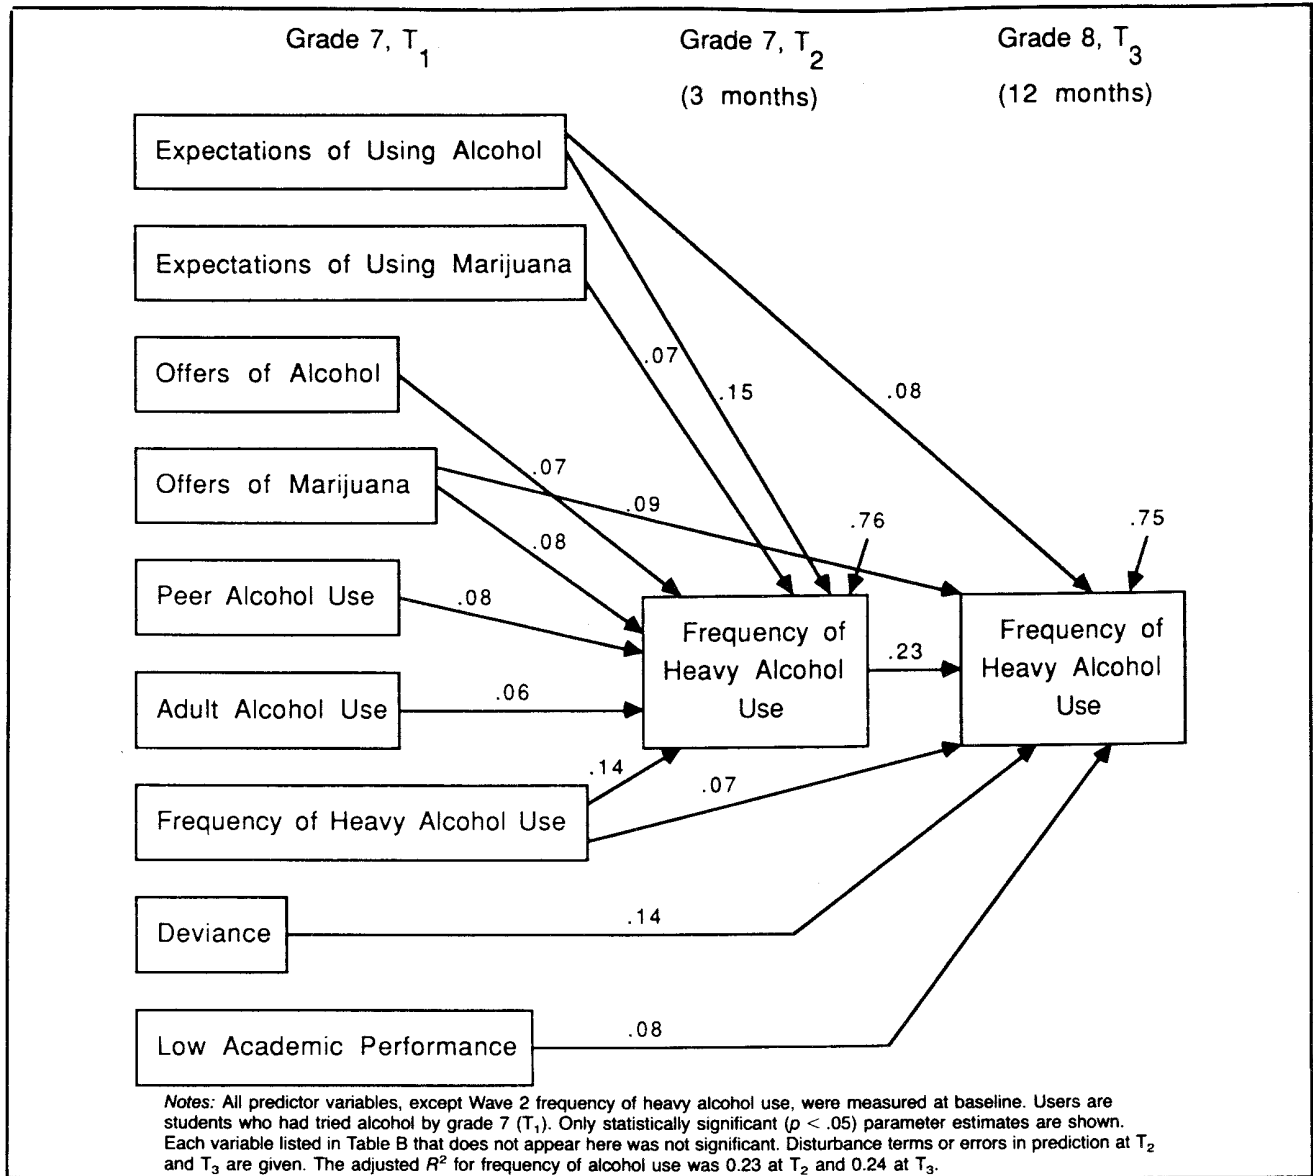 Grade 7, T1
Grade 7, T2
Grade 8, T3
(3 months)
(12 months)
Expectations of Using Alcohol
Expectations of Using Marijuana
Offers of Alcohol
.07
.15
.08
Offers of Marijuana
.07
.09
.08
.76
.75
Peer Alcohol Use
.08
Frequency of
Heavy Alcohol
Use
.23
Frequency of
Heavy Alcohol
Use
Adult Alcohol Use
.06
Frequency of Heavy Alcohol Use
.14
.07
Deviance
.14
Low Academic Performance
.08
Notes: All predictor variables, except Wave 2 frequency of heavy alcohol use, were measured at baseline. Users are
students who had tried alcohol by grade 7 (T1). Only statistically significant (p < .05) parameter estimates are shown.
Each variable listed in Table B that does not appear here was not significant. Disturbance terms or errors in prediction at T2
and T3 are given. The adjusted R² for frequency of alcohol use was 0.23 at T2 and 0.24 at T3.